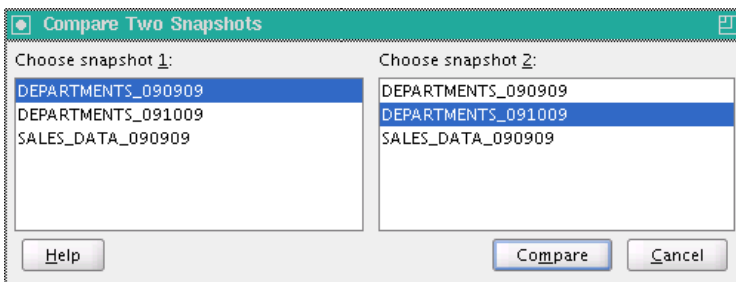 Compare Two Snapshots
Choose snapshot 1:
DEPARTMENTS_090909
DEPARTMENTS_091009
SALES_DATA_090909
Choose snapshot 2:
DEPARTMENTS_090909
DEPARTMENTS_091009
SALES_DATA_090909
Help
Compare
Cancel